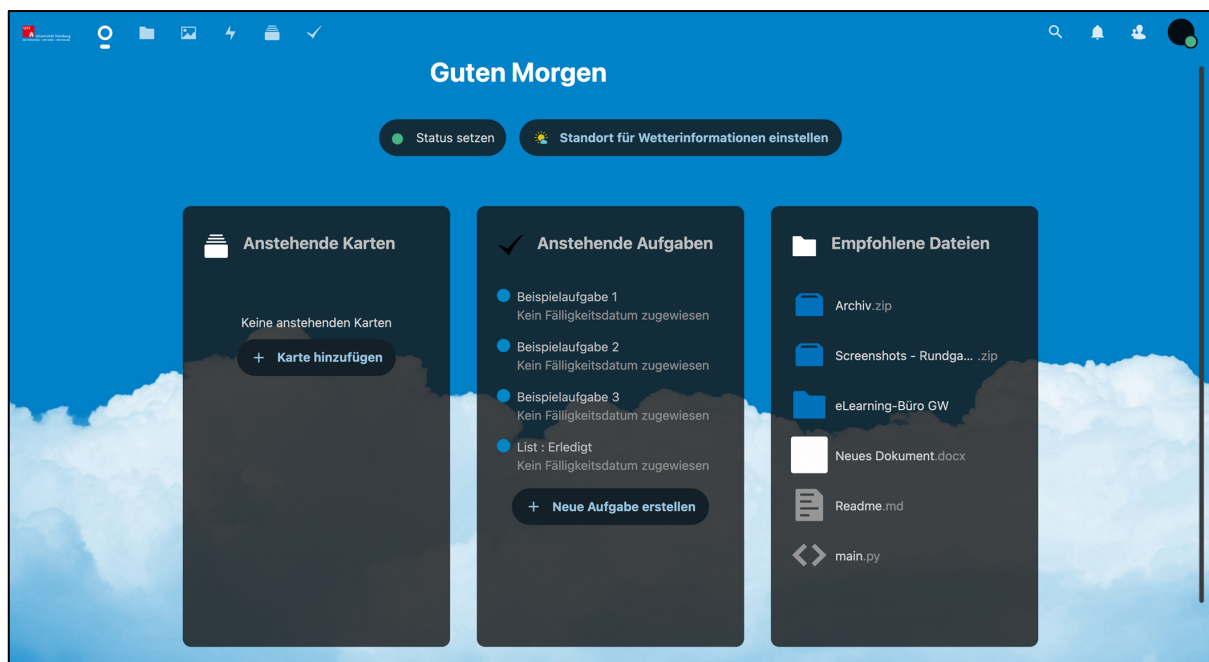 Guten Morgen
Status setzen
Standort für Wetterinformationen einstellen
Anstehende Karten
Keine anstehenden Karten
+ Karte hinzufügen
Anstehende Aufgaben
Beispielaufgabe 1
Kein Fälligkeitsdatum zugewiesen
Beispielaufgabe 2
Kein Fälligkeitsdatum zugewiesen
Beispielaufgabe 3
Kein Fälligkeitsdatum zugewiesen
List : Erledigt
Kein Fälligkeitsdatum zugewiesen
+ Neue Aufgabe erstellen
Empfohlene Dateien
Archiv.zip
Screenshots - Rundga... .zip
eLearning-Büro GW
Neues Dokument.docx
Readme.md
main.py